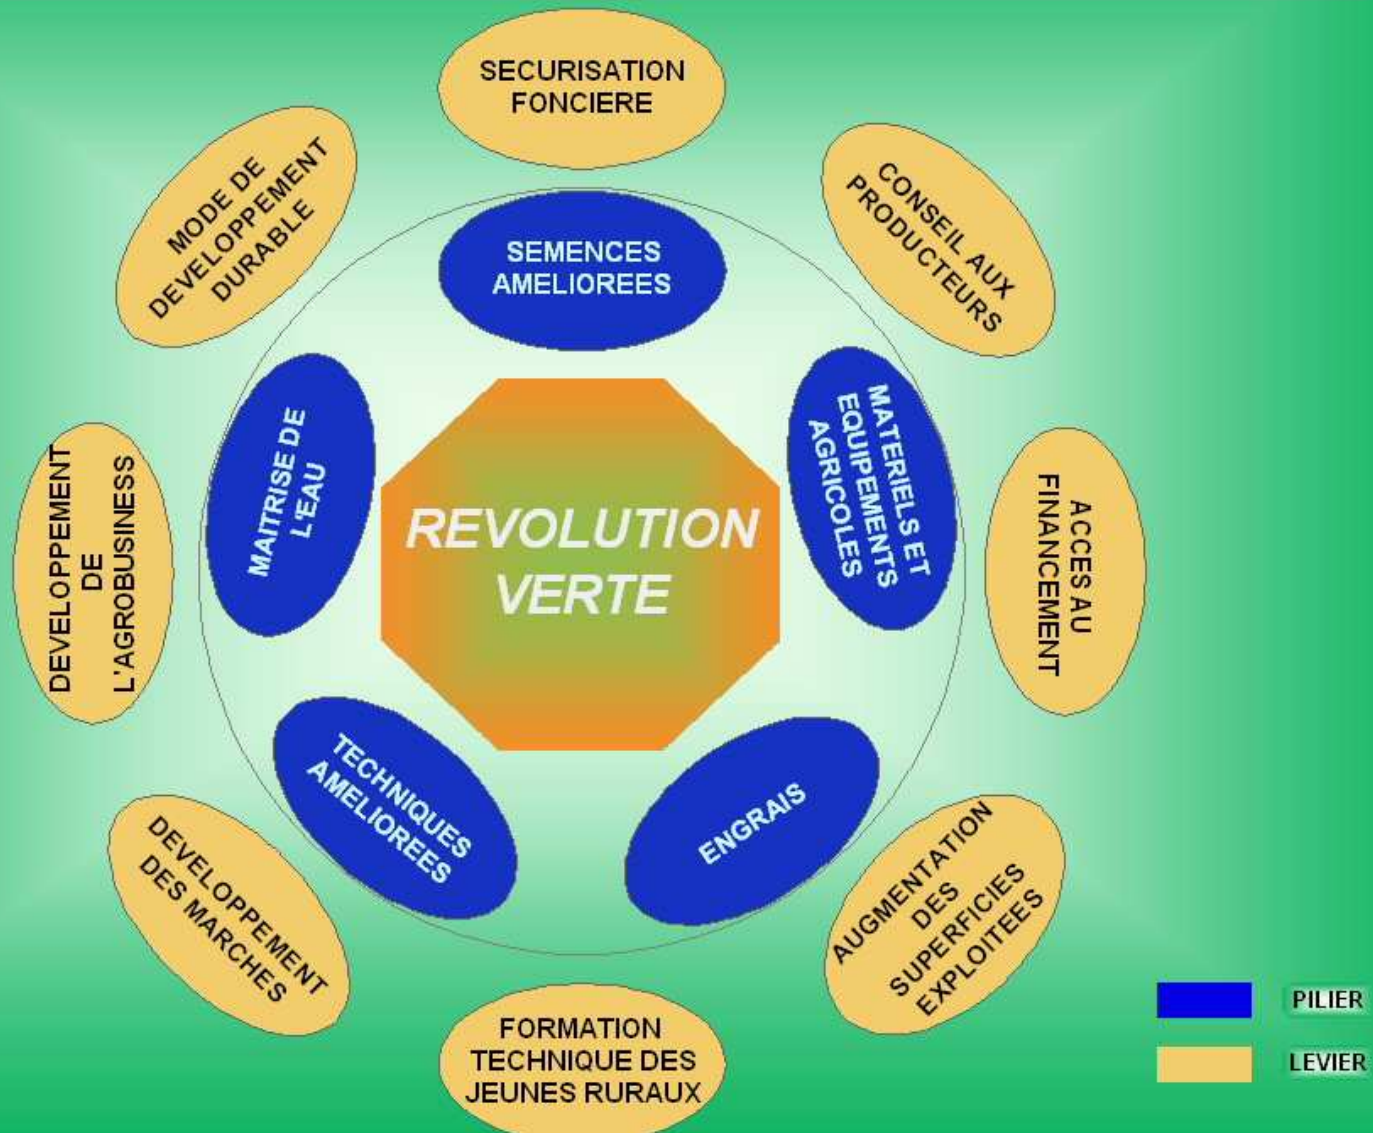 SECURISATION
FONCIERE
CONSEIL AUX
PRODUCTEURS
ACCES AU
FINANCEMENT
AUGMENTATION
DES
SUPERFICIES
EXPLOITEES
FORMATION
TECHNIQUE DES
JEUNES RURAUX
DEVELOPPEMENT
DES MARCHES
DEVELOPPEMENT
DE
L'AGROBUSINESS
MODE DE
DEVELOPPEMENT
DURABLE
SEMENCES
AMELIOREES
MATERIELS ET
EQUIPEMENTS
AGRICOLES
ENGRAIS
TECHNIQUES
AMELIOREES
MAITRISE DE
L'EAU
REVOLUTION
VERTE
PILIER
LEVIER